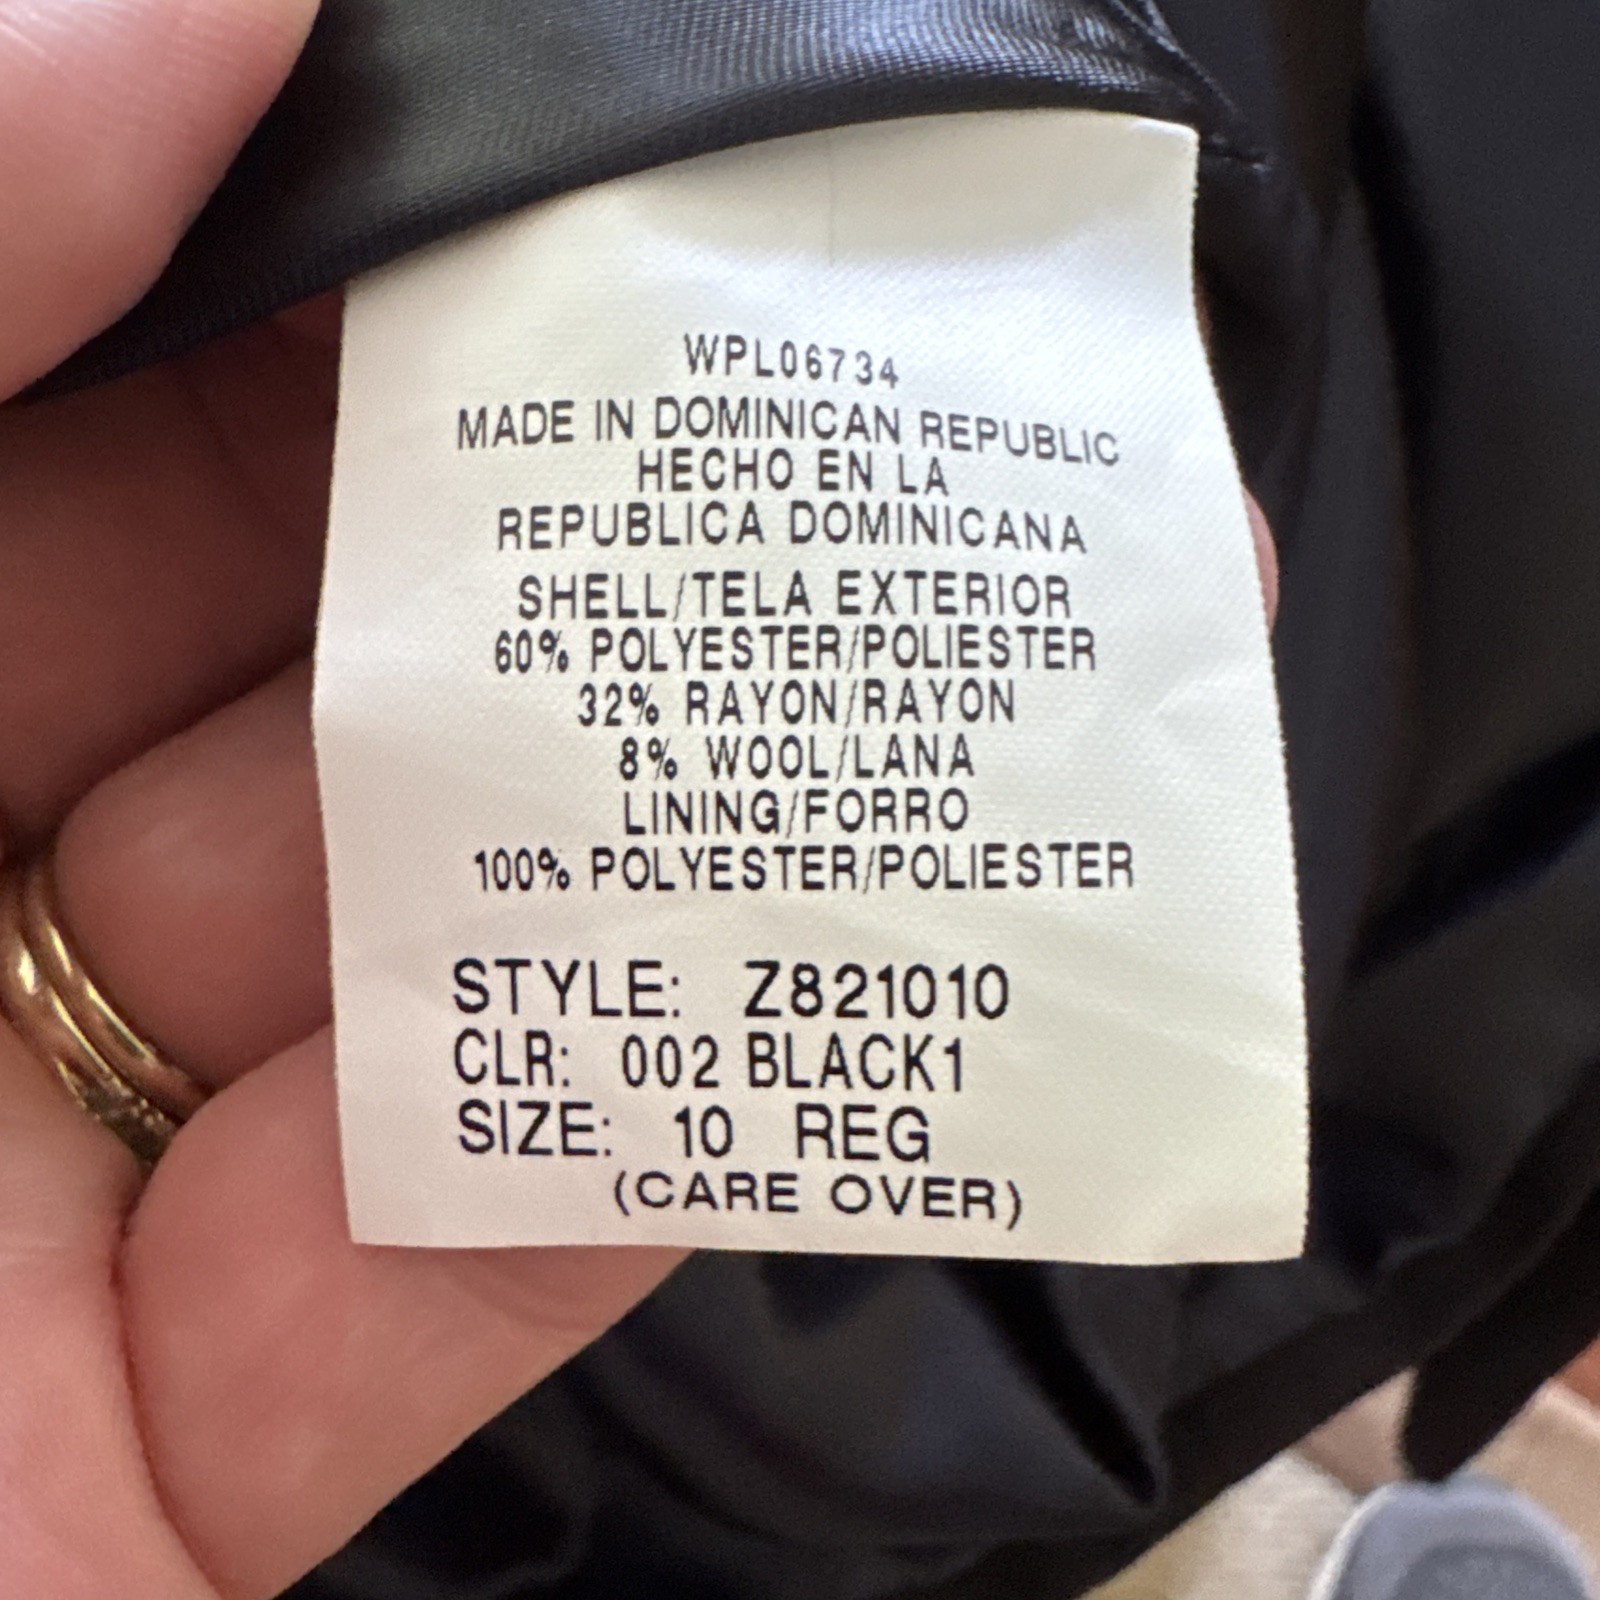 WPL06734
MADE IN DOMINICAN REPUBLIC
HECHO EN LA
REPUBLICA DOMINICANA
SHELL/TELA EXTERIOR
60% POLYESTER/POLIESTER
32% RAYON/RAYON
8% WOOL/LANA
LINING/FORRO
100% POLYESTER/POLIESTER
STYLE: Z821010
CLR: 002 BLACK1
SIZE: 10 REG
(CARE OVER)